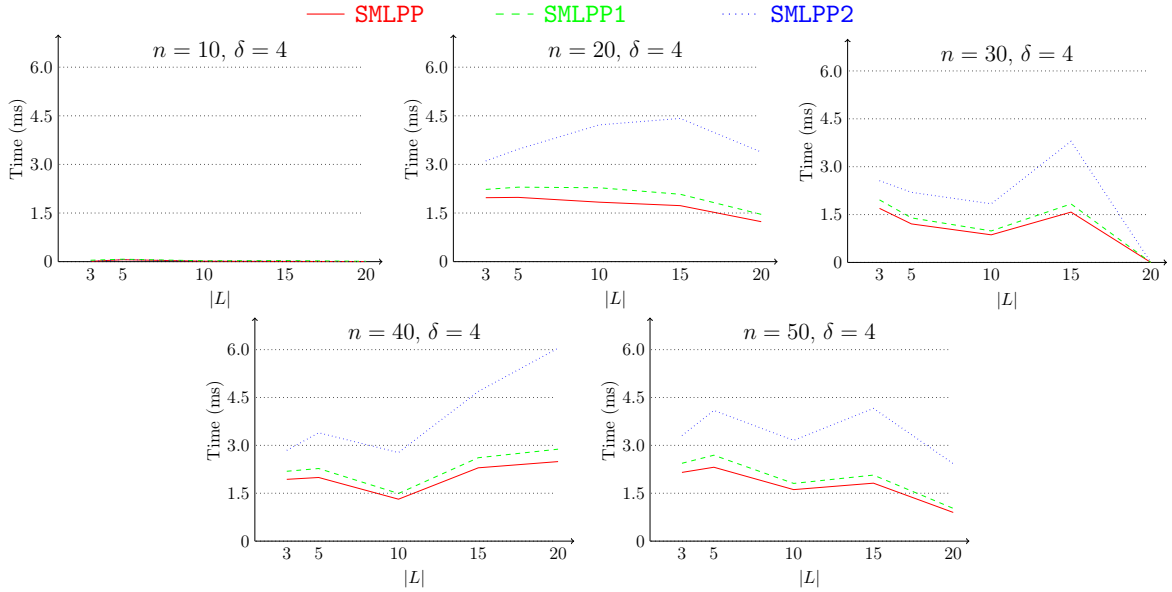 SMLPP SMLPP1 SMLPP2
n = 10, δ = 4
Time (ms)
6.0
4.5
3.0
1.5
0
3 5 10 15 20
|L|
n = 20, δ = 4
Time (ms)
6.0
4.5
3.0
1.5
0
3 5 10 15 20
|L|
n = 30, δ = 4
Time (ms)
6.0
4.5
3.0
1.5
0
3 5 10 15 20
|L|
n = 40, δ = 4
Time (ms)
6.0
4.5
3.0
1.5
0
3 5 10 15 20
|L|
n = 50, δ = 4
Time (ms)
6.0
4.5
3.0
1.5
0
3 5 10 15 20
|L|